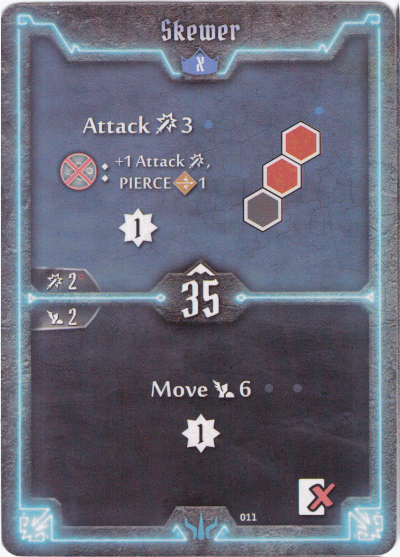 Skewer
X
Attack 3
+1 Attack,
PIERCE 1
1
2
35
2
Move 6
1
011